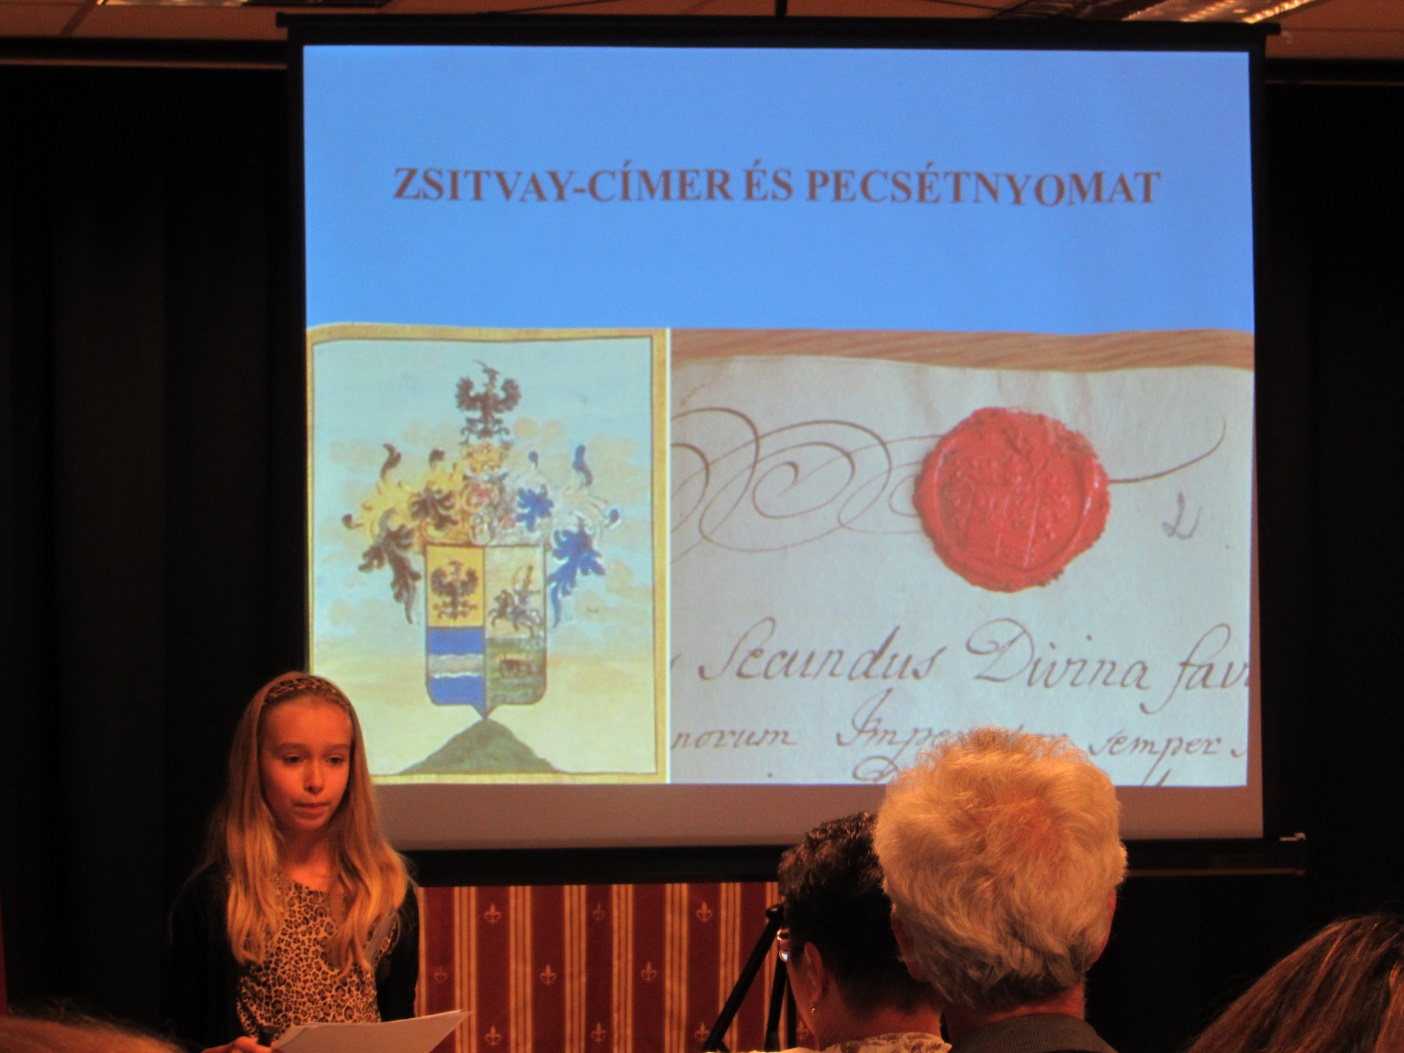 ZSITVAY-CÍMER ÉS PECSÉTNYOMAT
Secundus Divina fav
norum semper